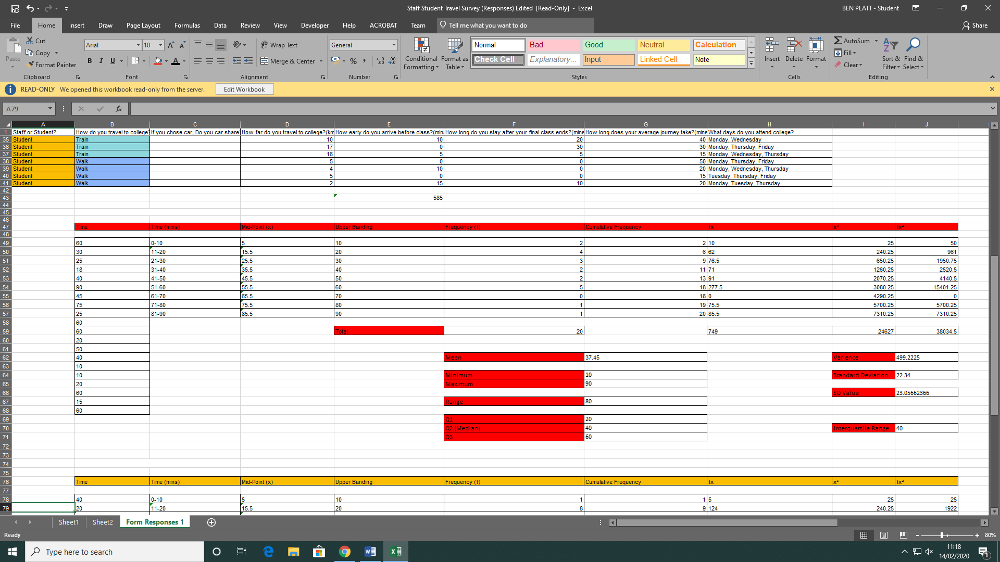 Staff Student Travel Survey (Responses) Edited [Read-Only] - Excel BEN PLATT - Student
File Home Insert Draw Page Layout Formulas Data Review View Developer Help ACROBAT Team Tell me what you want to do Share
Paste Cut Copy Format Painter Clipboard
Arial 10 A A B I U A Font
Wrap Text Merge & Center Alignment
General % , Number
Conditional Formatting Format as Table
Normal Bad Good Neutral Calculation
Check Cell Explanatory... Input Linked Cell Note
Styles
Insert Delete Format Cells
AutoSum Fill Clear Sort & Filter Find & Select Editing
READ-ONLY We opened this workbook read-only from the server. Edit Workbook
A79 fx
A B C D E F G H I J
1 Staff or Student? How do you travel to college? If you chose car, Do you car share How far do you travel to college?(km How early do you arrive before class?(min How long do you stay after your final class ends?(mins How long does your average journey take?(mins What days do you attend college?
35 Student Train 10 10 20 40 Monday, Wednesday
36 Student Train 17 0 30 30 Monday, Thursday, Friday
37 Student Train 16 5 5 15 Monday, Wednesday, Thursday
38 Student Walk 5 0 0 50 Monday, Thursday, Friday
39 Student Walk 4 10 0 20 Monday, Wednesday, Thursday
40 Student Walk 5 0 0 15 Tuesday, Thursday, Friday
41 Student Walk 2 15 10 20 Monday, Tuesday, Thursday
42
43 585
44
45
46
47 Time Time (mins) Mid-Point (x) Upper Banding Frequency (f) Cumulative Frequency fx x² fx²
48
49 60 0-10 5 10 2 2 10 25 50
50 30 11-20 15.5 20 4 6 62 240.25 961
51 25 21-30 25.5 30 3 9 76.5 650.25 1950.75
52 18 31-40 35.5 40 2 11 71 1260.25 2520.5
53 40 41-50 45.5 50 2 13 91 2070.25 4140.5
54 90 51-60 55.5 60 5 18 277.5 3080.25 15401.25
55 45 61-70 65.5 70 0 18 0 4290.25 0
56 75 71-80 75.5 80 1 19 75.5 5700.25 5700.25
57 25 81-90 85.5 90 1 20 85.5 7310.25 7310.25
58 60
59 60 Total 20 749 24627 38034.5
60 20
61 50
62 40 Mean 37.45 Varience 499.2225
63 10
64 10 Minimum 10 Standard Deviation 22.34
65 20 Maximum 90
66 60 SD Value 23.05662366
67 15 Range 80
68 60
69 Q1 20
70 Q2 (Median) 40 Interquartile Range 40
71 Q3 60
72
73
74
75
76 Time Time (mins) Mid-Point (x) Upper Banding Frequency (f) Cumulative Frequency fx x² fx²
77
78 40 0-10 5 10 1 1 5 25 25
79 20 11-20 15.5 20 8 9 124 240.25 1922
Sheet1 Sheet2 Form Responses 1
Ready 80%
Type here to search 11:18
14/02/2020 1